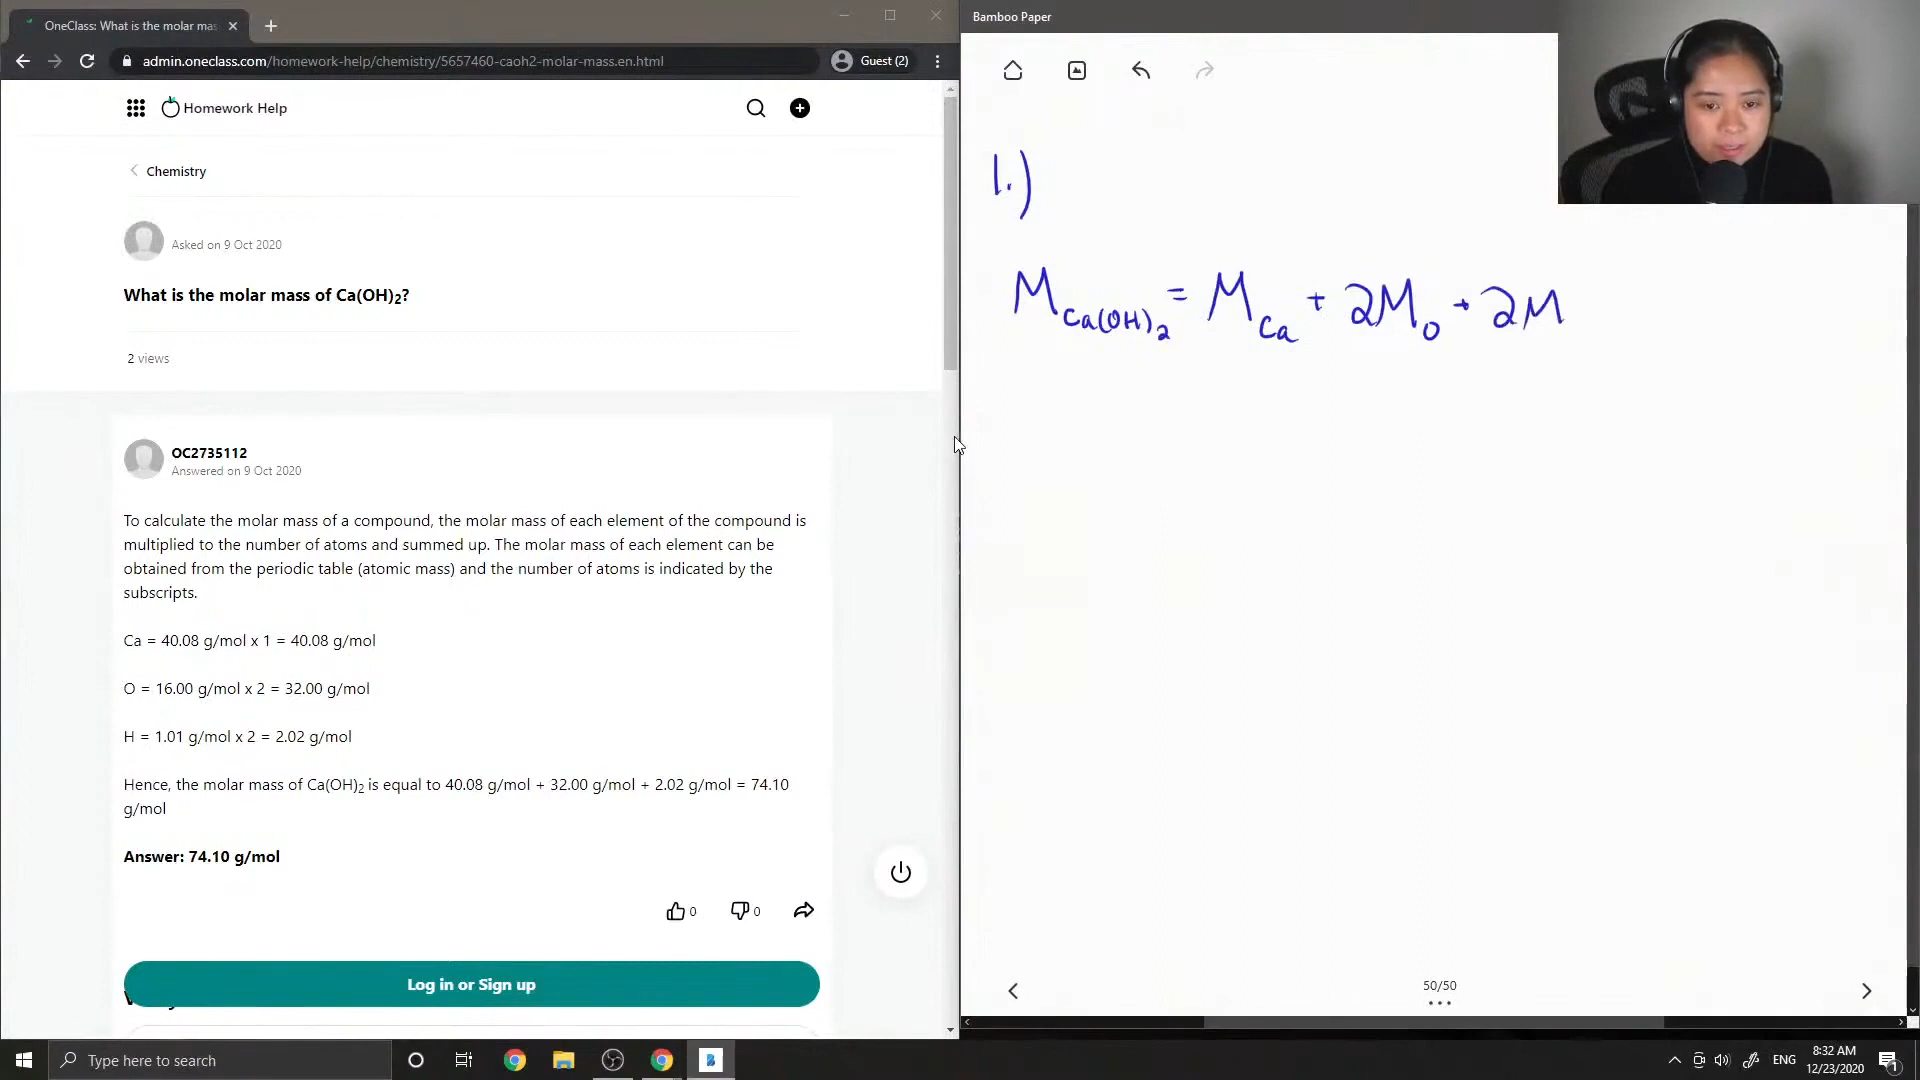 OneClass: What is the molar mas
admin.oneclass.com/homework-help/chemistry/5657460-caoh2-molar-mass.en.html
Guest (2)
Homework Help
Chemistry
Asked on 9 Oct 2020
What is the molar mass of Ca(OH)₂?
2 views
OC2735112
Answered on 9 Oct 2020
To calculate the molar mass of a compound, the molar mass of each element of the compound is
multiplied to the number of atoms and summed up. The molar mass of each element can be
obtained from the periodic table (atomic mass) and the number of atoms is indicated by the
subscripts.
Ca = 40.08 g/mol x 1 = 40.08 g/mol
O = 16.00 g/mol x 2 = 32.00 g/mol
H = 1.01 g/mol x 2 = 2.02 g/mol
Hence, the molar mass of Ca(OH)₂ is equal to 40.08 g/mol + 32.00 g/mol + 2.02 g/mol = 74.10
g/mol
Answer: 74.10 g/mol
0 0
Log in or Sign up
Bamboo Paper
1.)
M Ca(OH)₂ = M Ca + 2M O + 2M
50/50
Type here to search
ENG
8:32 AM
12/23/2020
1